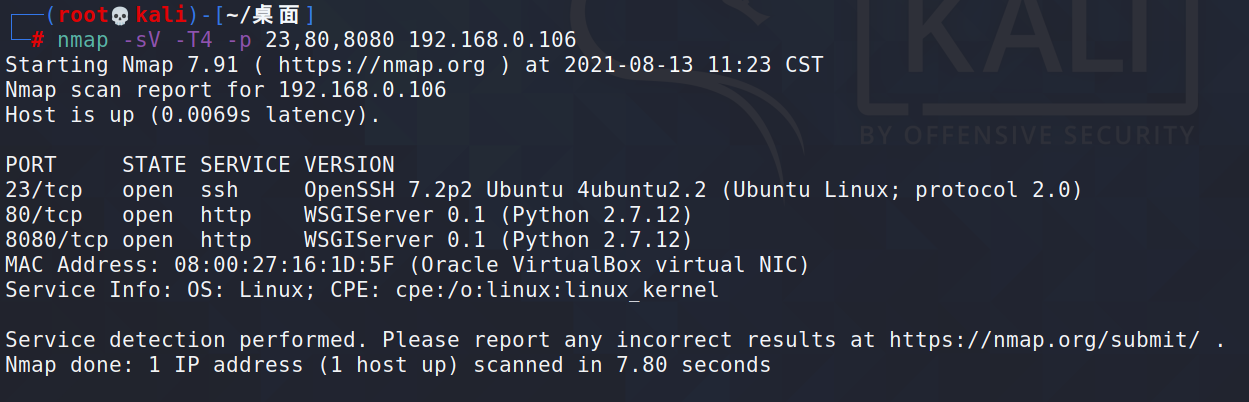 ┌──(root💀kali)-[~/桌面]
└─# nmap -sV -T4 -p 23,80,8080 192.168.0.106
Starting Nmap 7.91 ( https://nmap.org ) at 2021-08-13 11:23 CST
Nmap scan report for 192.168.0.106
Host is up (0.0069s latency).
PORT     STATE SERVICE VERSION
23/tcp   open  ssh     OpenSSH 7.2p2 Ubuntu 4ubuntu2.2 (Ubuntu Linux; protocol 2.0)
80/tcp   open  http    WSGIServer 0.1 (Python 2.7.12)
8080/tcp open  http    WSGIServer 0.1 (Python 2.7.12)
MAC Address: 08:00:27:16:1D:5F (Oracle VirtualBox virtual NIC)
Service Info: OS: Linux; CPE: cpe:/o:linux:linux_kernel
Service detection performed. Please report any incorrect results at https://nmap.org/submit/ .
Nmap done: 1 IP address (1 host up) scanned in 7.80 seconds
KALI
BY OFFENSIVE SECURITY